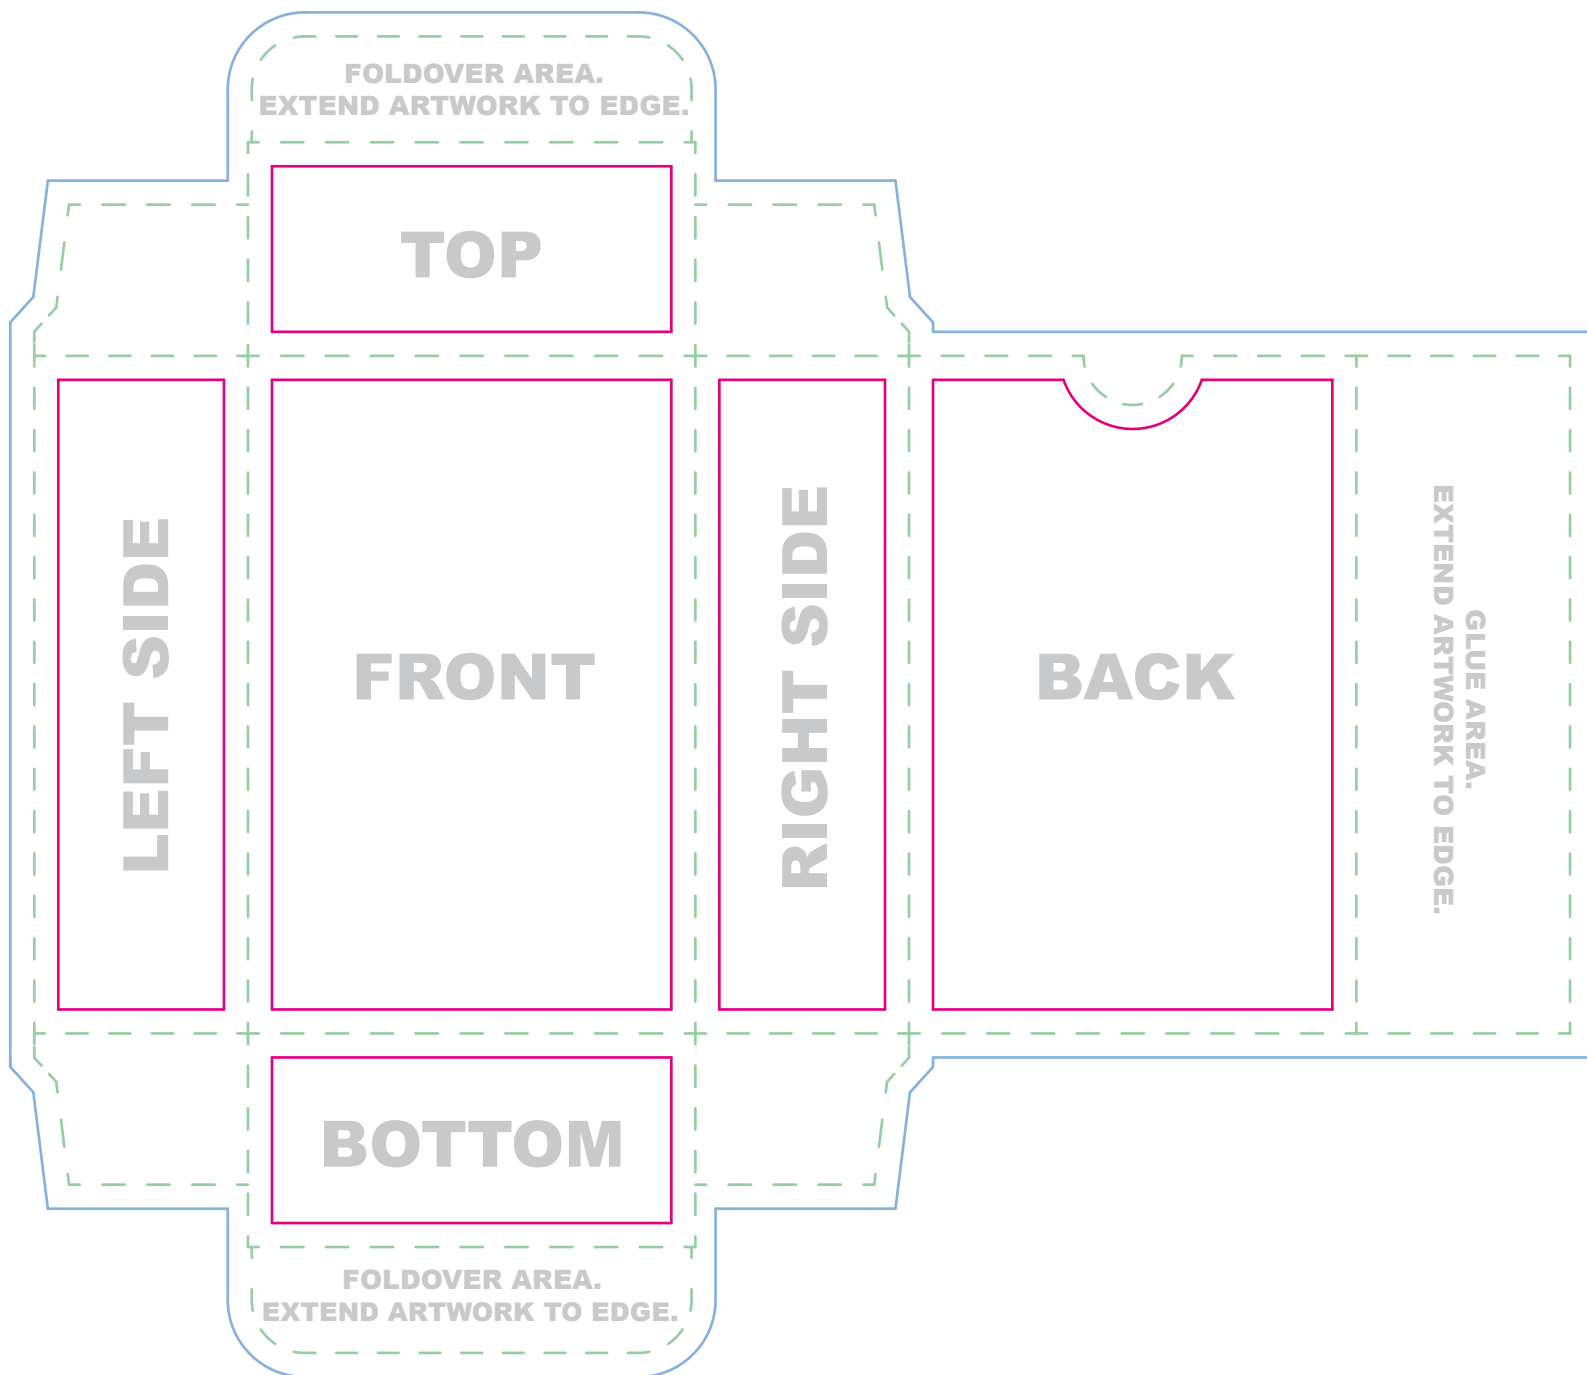 FOLDOVER AREA.
EXTEND ARTWORK TO EDGE.
TOP
LEFT SIDE
FRONT
RIGHT SIDE
BACK
GLUE AREA.
EXTEND ARTWORK TO EDGE.
BOTTOM
FOLDOVER AREA.
EXTEND ARTWORK TO EDGE.